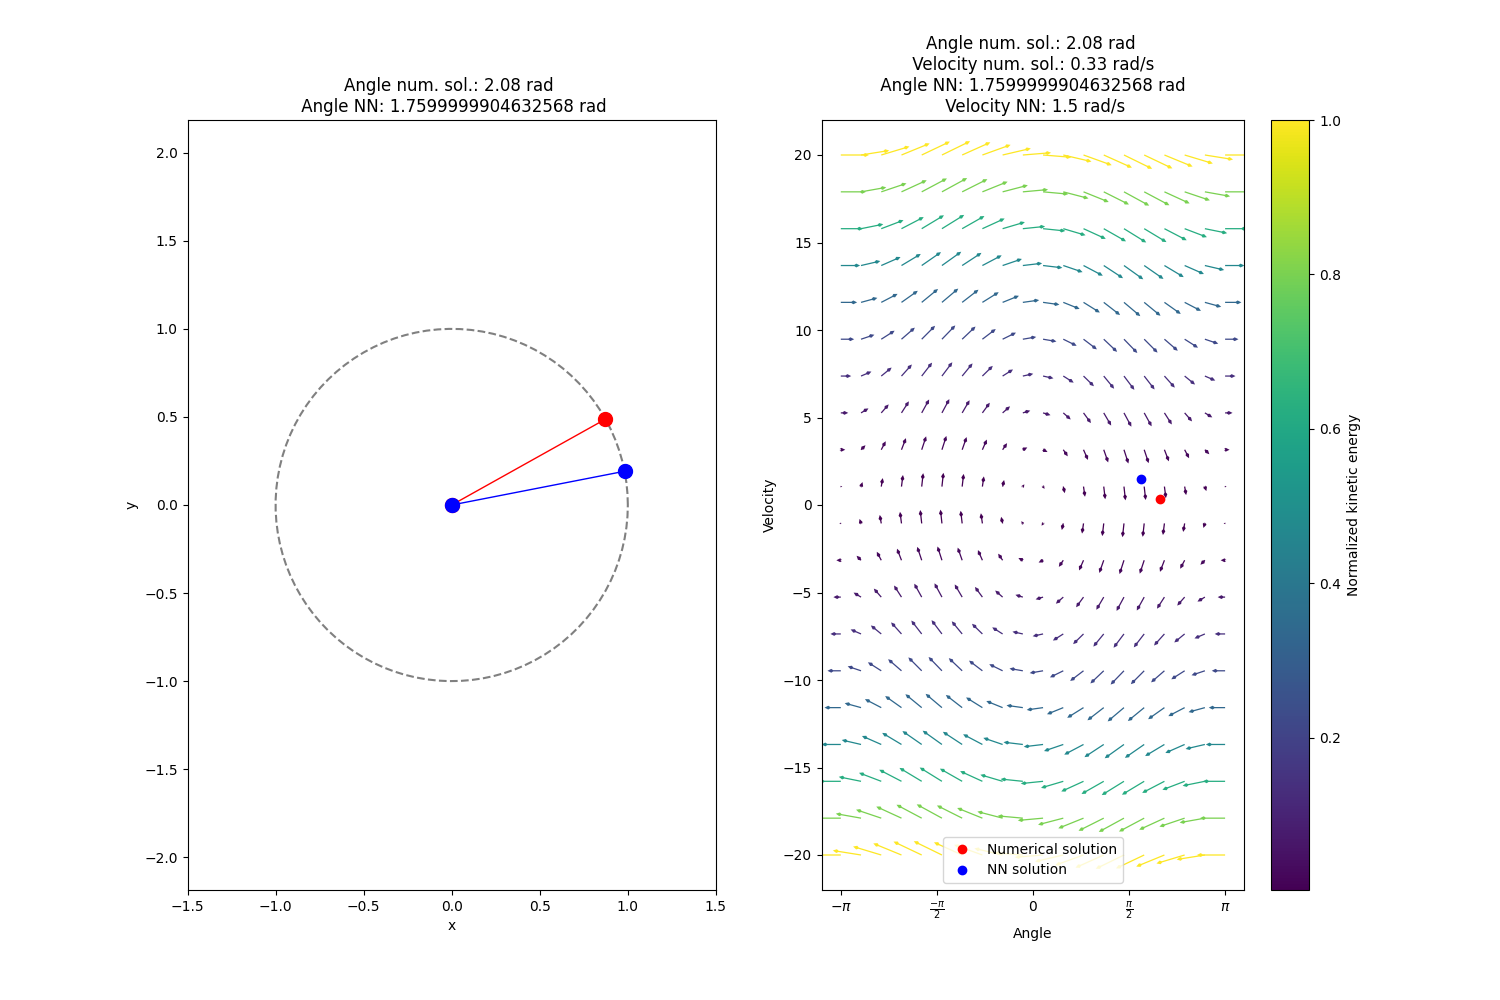 Angle num. sol.: 2.08 rad
Angle NN: 1.7599999904632568 rad
2.0
1.5
1.0
0.5
0.0
−0.5
−1.0
−1.5
−2.0
y
−1.5 −1.0 −0.5 0.0 0.5 1.0 1.5
x
Angle num. sol.: 2.08 rad
Velocity num. sol.: 0.33 rad/s
Angle NN: 1.7599999904632568 rad
Velocity NN: 1.5 rad/s
20
15
10
5
0
−5
−10
−15
−20
Velocity
Numerical solution
NN solution
−π −π/2 0 π/2 π
Angle
1.0
0.8
0.6
0.4
0.2
Normalized kinetic energy